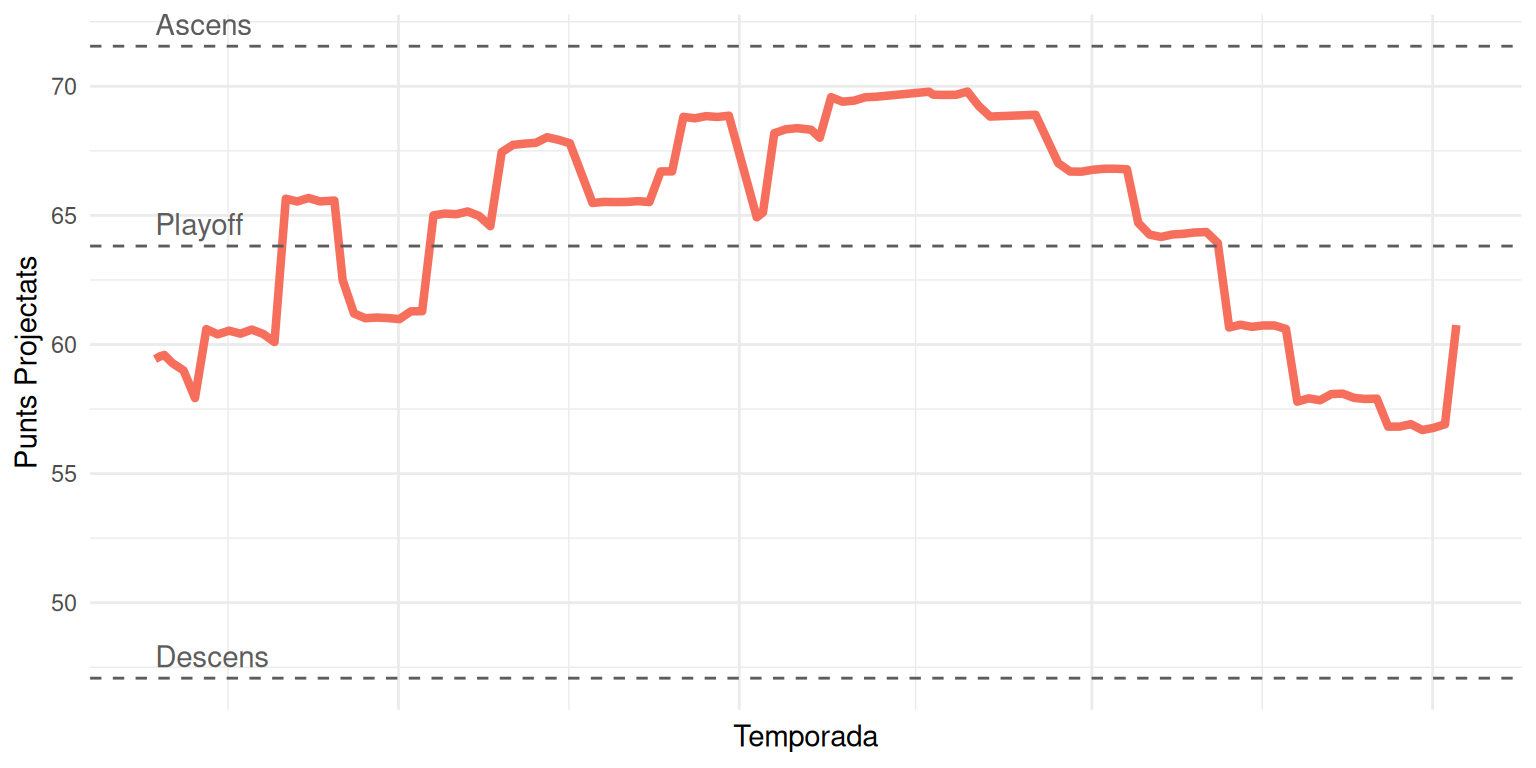 Ascens
70
65
Playoff
60
55
50
Descens
Punts Projectats
Temporada